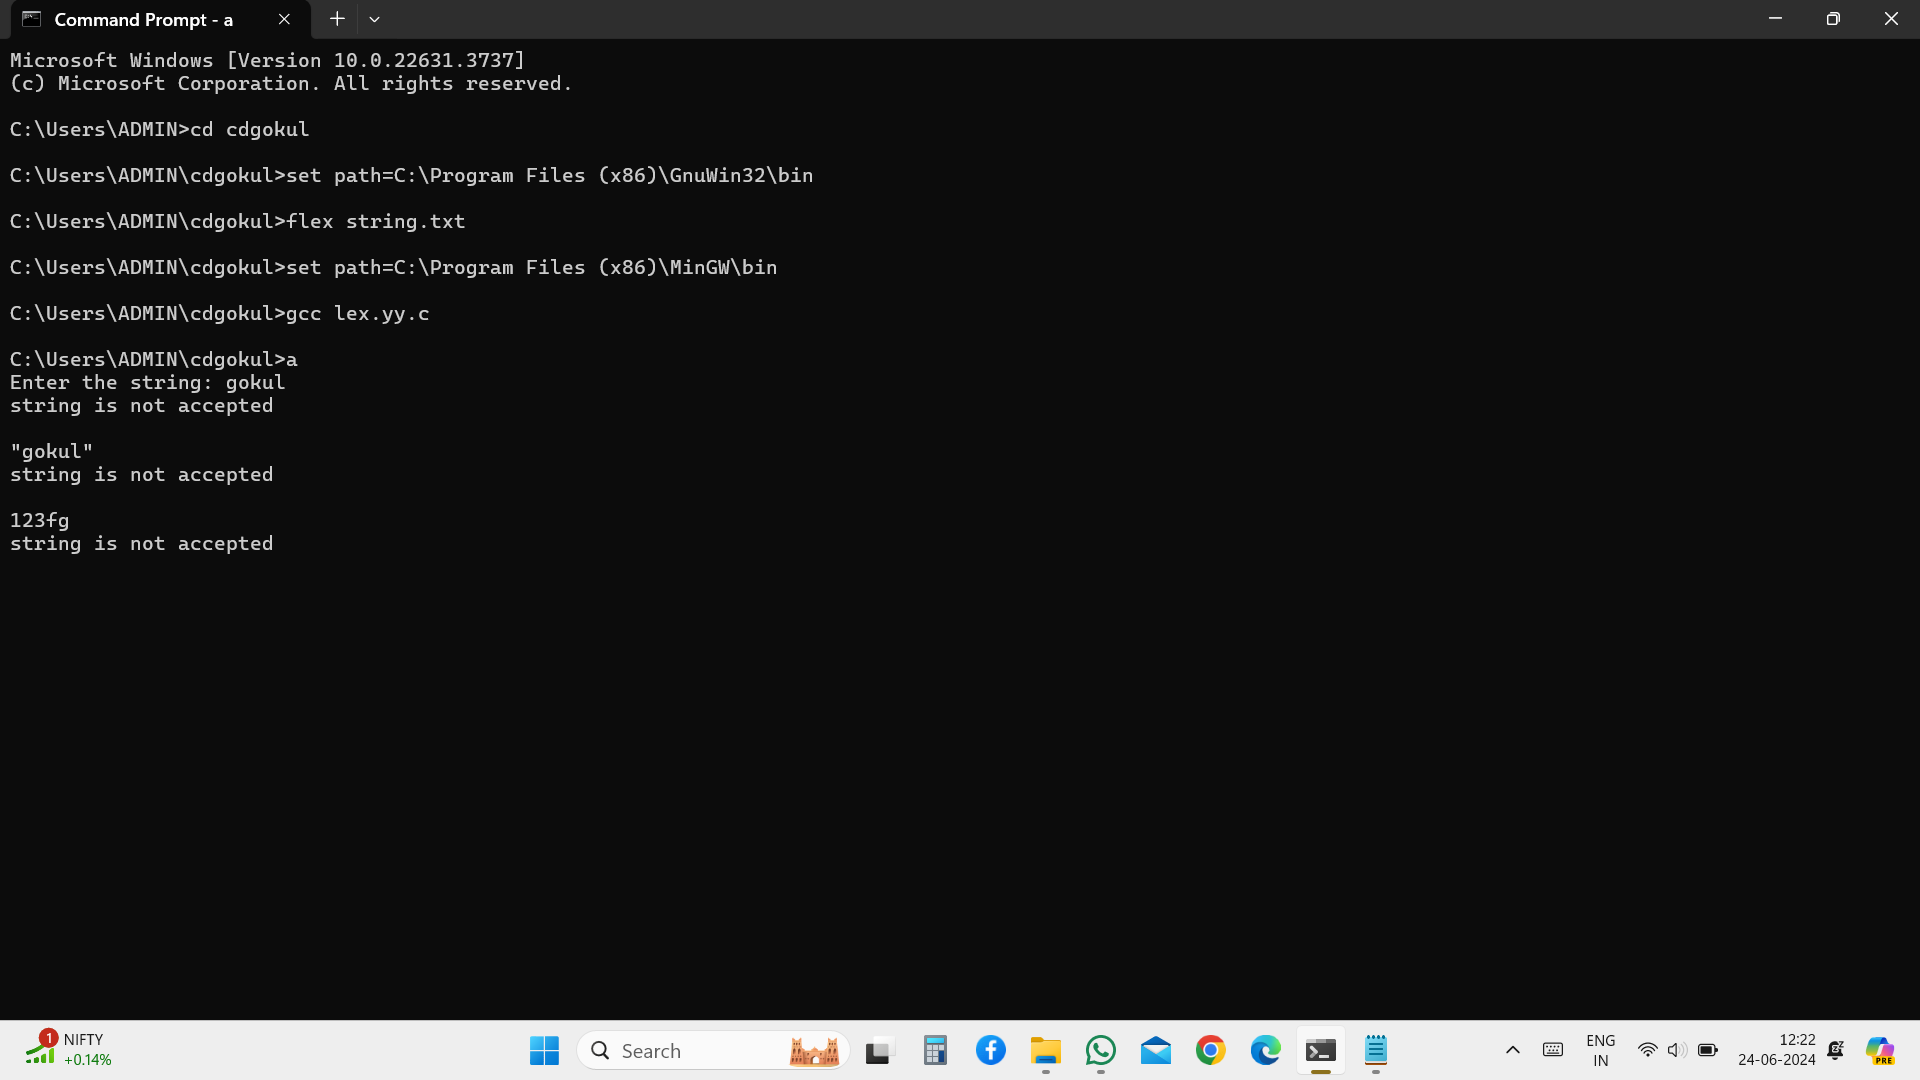 Command Prompt - a
Microsoft Windows [Version 10.0.22631.3737]
(c) Microsoft Corporation. All rights reserved.
C:\Users\ADMIN>cd cdgokul
C:\Users\ADMIN\cdgokul>set path=C:\Program Files (x86)\GnuWin32\bin
C:\Users\ADMIN\cdgokul>flex string.txt
C:\Users\ADMIN\cdgokul>set path=C:\Program Files (x86)\MinGW\bin
C:\Users\ADMIN\cdgokul>gcc lex.yy.c
C:\Users\ADMIN\cdgokul>a
Enter the string: gokul
string is not accepted
"gokul"
string is not accepted
123fg
string is not accepted
1
NIFTY
+0.14%
Search
ENG
IN
12:22
24-06-2024
PRE